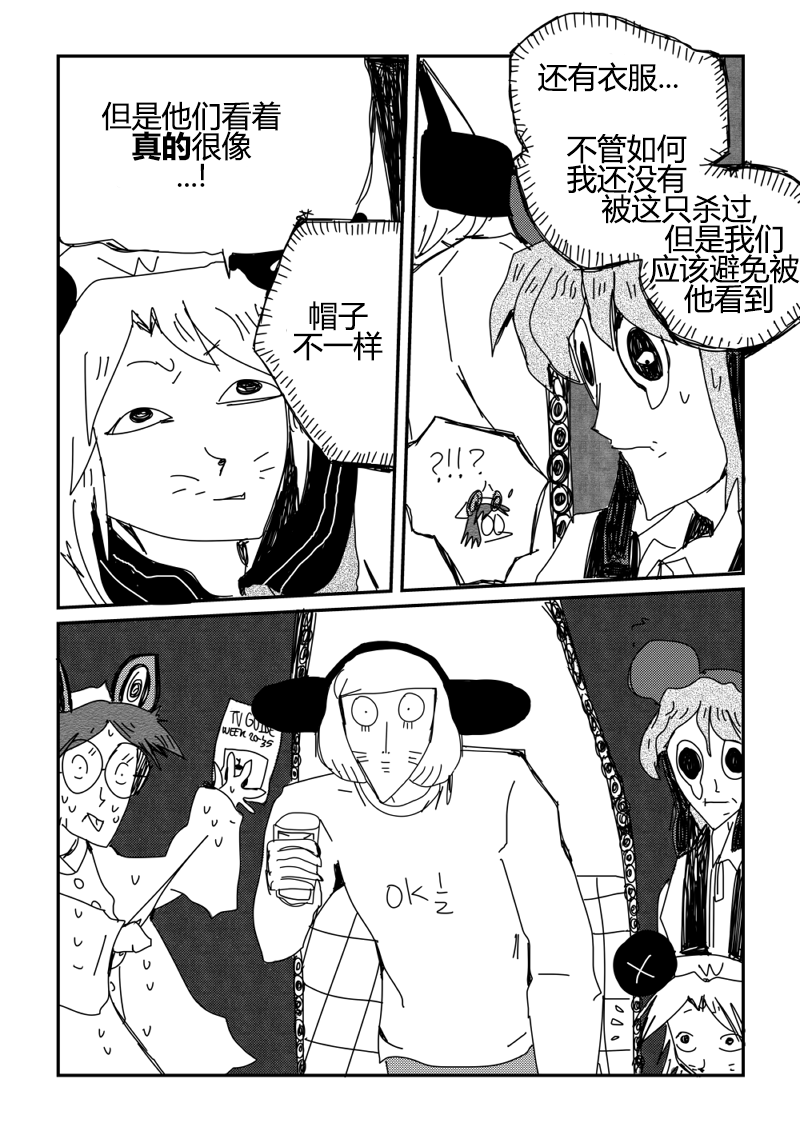 但是他们看着
真的很像
...!
帽子
不一样
还有衣服...
不管如何
我还没有
被这只杀过,
但是我们
应该避免被
他看到
?!!?
TV GUIDE
WEEK 20-35
OK ½